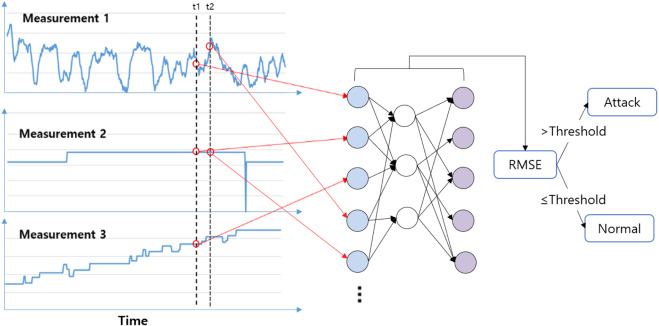 Measurement 1
t1 t2
Measurement 2
Measurement 3
Time
RMSE
>Threshold
≤Threshold
Attack
Normal